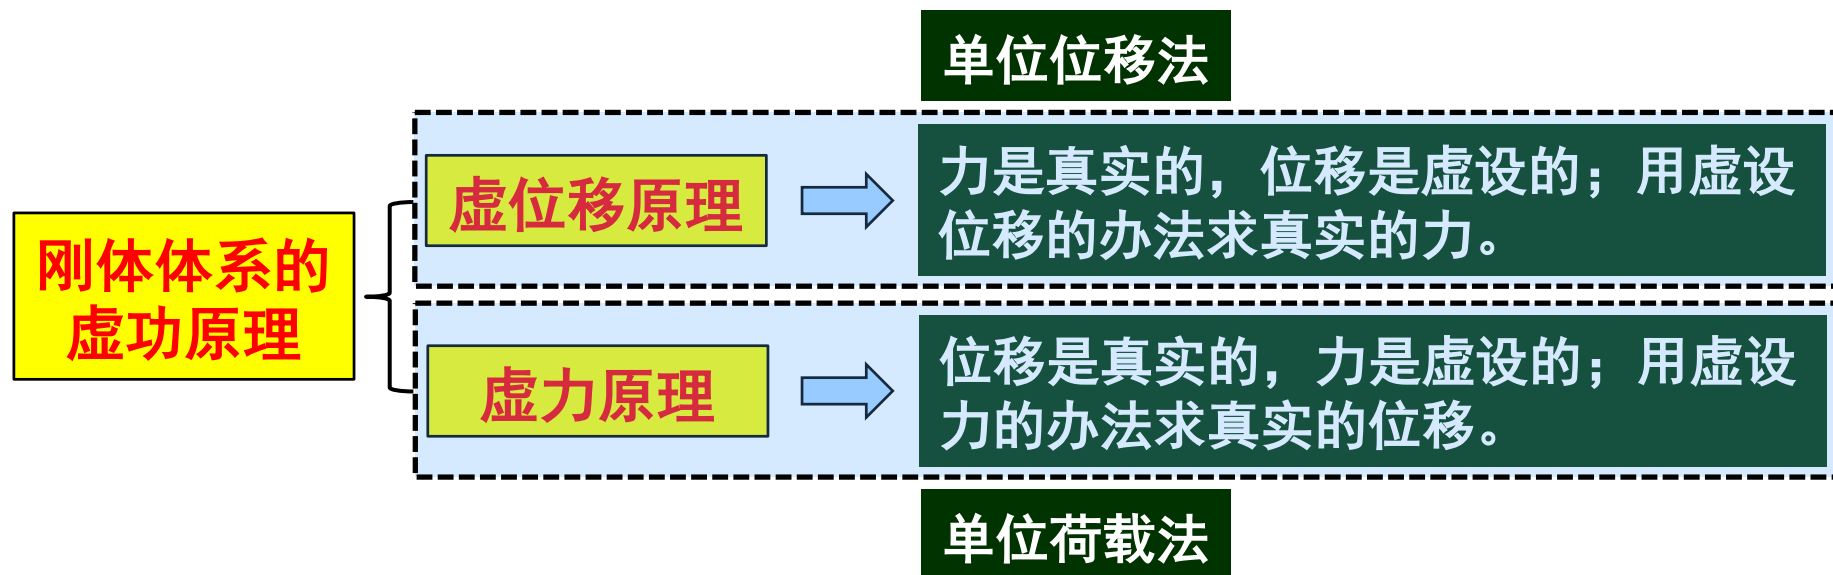 单位位移法
刚体体系的
虚功原理
虚位移原理
力是真实的，位移是虚设的；用虚设
位移的办法求真实的力。
虚力原理
位移是真实的，力是虚设的；用虚设
力的办法求真实的位移。
单位荷载法